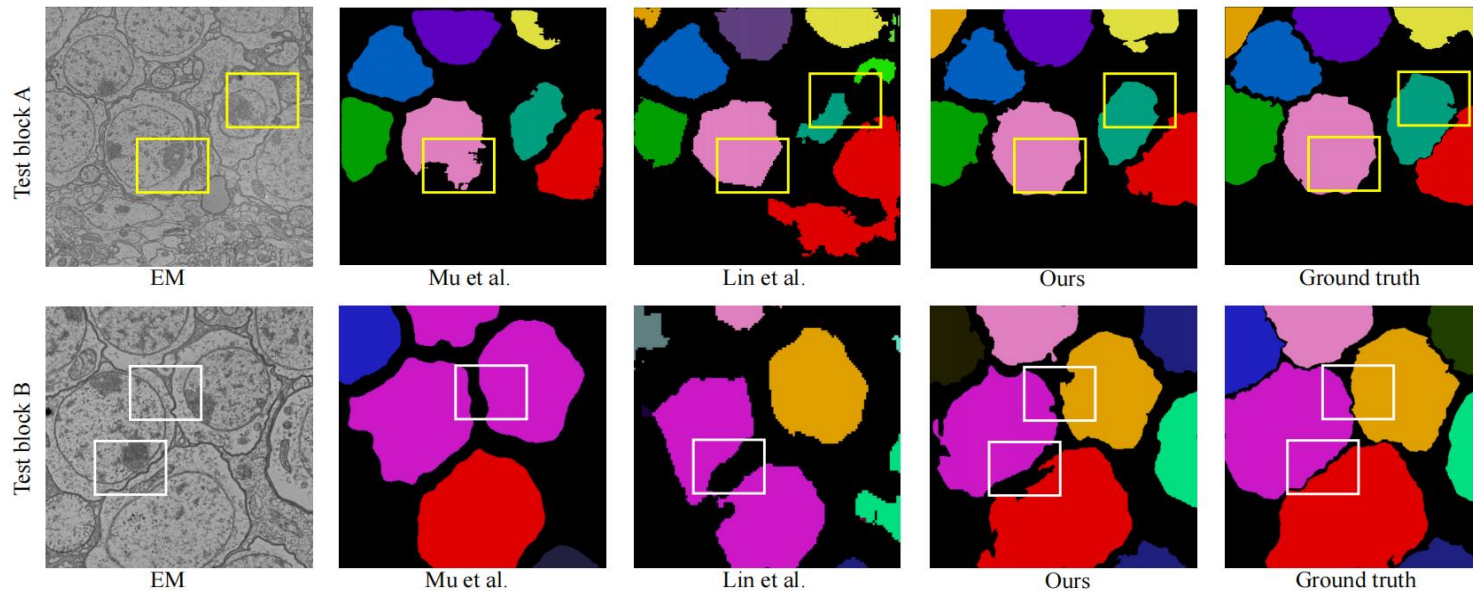 Test block A
EM Mu et al. Lin et al. Ours Ground truth
Test block B
EM Mu et al. Lin et al. Ours Ground truth